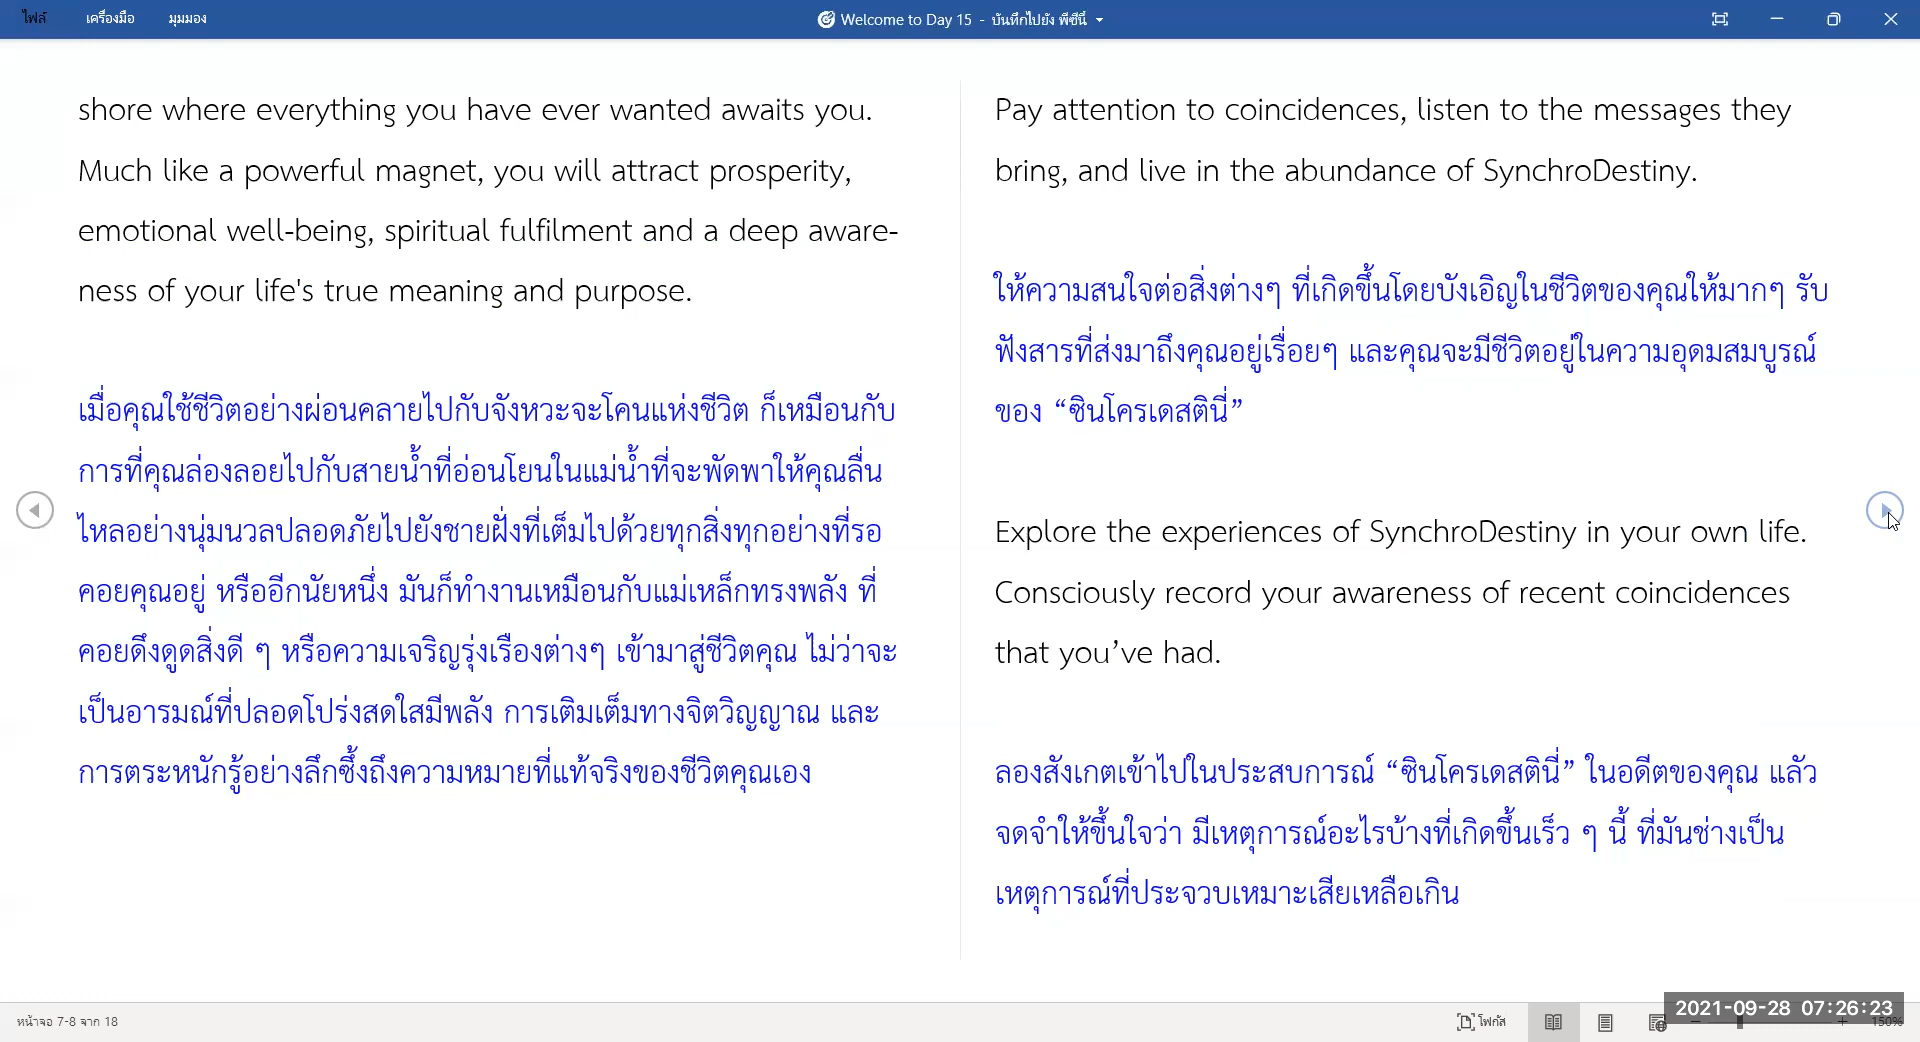 ไฟล์ เครื่องมือ มุมมอง
Welcome to Day 15 - บันทึกไปยัง พีซีนี้
shore where everything you have ever wanted awaits you.
Much like a powerful magnet, you will attract prosperity,
emotional well-being, spiritual fulfilment and a deep aware-
ness of your life's true meaning and purpose.
เมื่อคุณใช้ชีวิตอย่างผ่อนคลายไปกับจังหวะจะโคนแห่งชีวิต ก็เหมือนกับ
การที่คุณล่องลอยไปกับสายน้ำที่อ่อนโยนในแม่น้ำที่จะพัดพาให้คุณลื่น
ไหลอย่างนุ่มนวลปลอดภัยไปยังชายฝั่งที่เต็มไปด้วยทุกสิ่งทุกอย่างที่รอ
คอยคุณอยู่ หรืออีกนัยหนึ่ง มันก็ทำงานเหมือนกับแม่เหล็กทรงพลัง ที่
คอยดึงดูดสิ่งดี ๆ หรือความเจริญรุ่งเรืองต่างๆ เข้ามาสู่ชีวิตคุณ ไม่ว่าจะ
เป็นอารมณ์ที่ปลอดโปร่งสดใสมีพลัง การเติมเต็มทางจิตวิญญาณ และ
การตระหนักรู้อย่างลึกซึ้งถึงความหมายที่แท้จริงของชีวิตคุณเอง
Pay attention to coincidences, listen to the messages they
bring, and live in the abundance of SynchroDestiny.
ให้ความสนใจต่อสิ่งต่างๆ ที่เกิดขึ้นโดยบังเอิญในชีวิตของคุณให้มากๆ รับ
ฟังสารที่ส่งมาถึงคุณอยู่เรื่อยๆ และคุณจะมีชีวิตอยู่ในความอุดมสมบูรณ์
ของ “ซินโครเดสตินี่”
Explore the experiences of SynchroDestiny in your own life.
Consciously record your awareness of recent coincidences
that you’ve had.
ลองสังเกตเข้าไปในประสบการณ์ “ซินโครเดสตินี่” ในอดีตของคุณ แล้ว
จดจำให้ขึ้นใจว่า มีเหตุการณ์อะไรบ้างที่เกิดขึ้นเร็ว ๆ นี้ ที่มันช่างเป็น
เหตุการณ์ที่ประจวบเหมาะเสียเหลือเกิน
หน้าจอ 7-8 จาก 18
โฟกัส
2021-09-28 07:26:23
150%